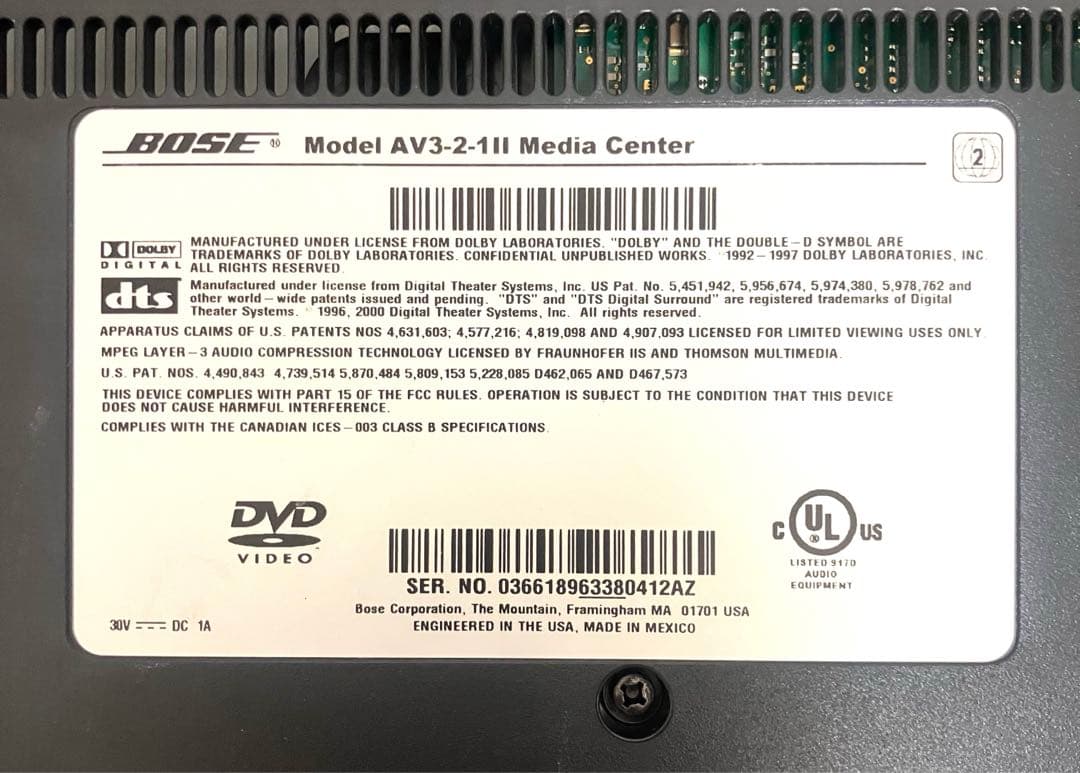 BOSE ® Model AV3-2-1II Media Center
2
DOLBY
DIGITAL
MANUFACTURED UNDER LICENSE FROM DOLBY LABORATORIES. "DOLBY" AND THE DOUBLE-D SYMBOL ARE
TRADEMARKS OF DOLBY LABORATORIES. CONFIDENTIAL UNPUBLISHED WORKS. 1992-1997 DOLBY LABORATORIES, INC.
ALL RIGHTS RESERVED.
dts
Manufactured under license from Digital Theater Systems, Inc. US Pat. No. 5,451,942, 5,956,674, 5,974,380, 5,978,762 and
other world-wide patents issued and pending. "DTS" and "DTS Digital Surround" are registered trademarks of Digital
Theater Systems. 1996, 2000 Digital Theater Systems, Inc. All rights reserved.
APPARATUS CLAIMS OF U.S. PATENTS NOS 4,631,603; 4,577,216; 4,819,098 AND 4,907,093 LICENSED FOR LIMITED VIEWING USES ONLY.
MPEG LAYER-3 AUDIO COMPRESSION TECHNOLOGY LICENSED BY FRAUNHOFER IIS AND THOMSON MULTIMEDIA.
U.S. PAT. NOS. 4,490,843 4,739,514 5,870,484 5,809,153 5,228,085 D462,065 AND D467,573
THIS DEVICE COMPLIES WITH PART 15 OF THE FCC RULES. OPERATION IS SUBJECT TO THE CONDITION THAT THIS DEVICE
DOES NOT CAUSE HARMFUL INTERFERENCE.
COMPLIES WITH THE CANADIAN ICES-003 CLASS B SPECIFICATIONS.
DVD
VIDEO™
C UL ® US
LISTED 917D
AUDIO
EQUIPMENT
SER. NO. 036618963380412AZ
Bose Corporation, The Mountain, Framingham MA 01701 USA
ENGINEERED IN THE USA, MADE IN MEXICO
30V DC 1A